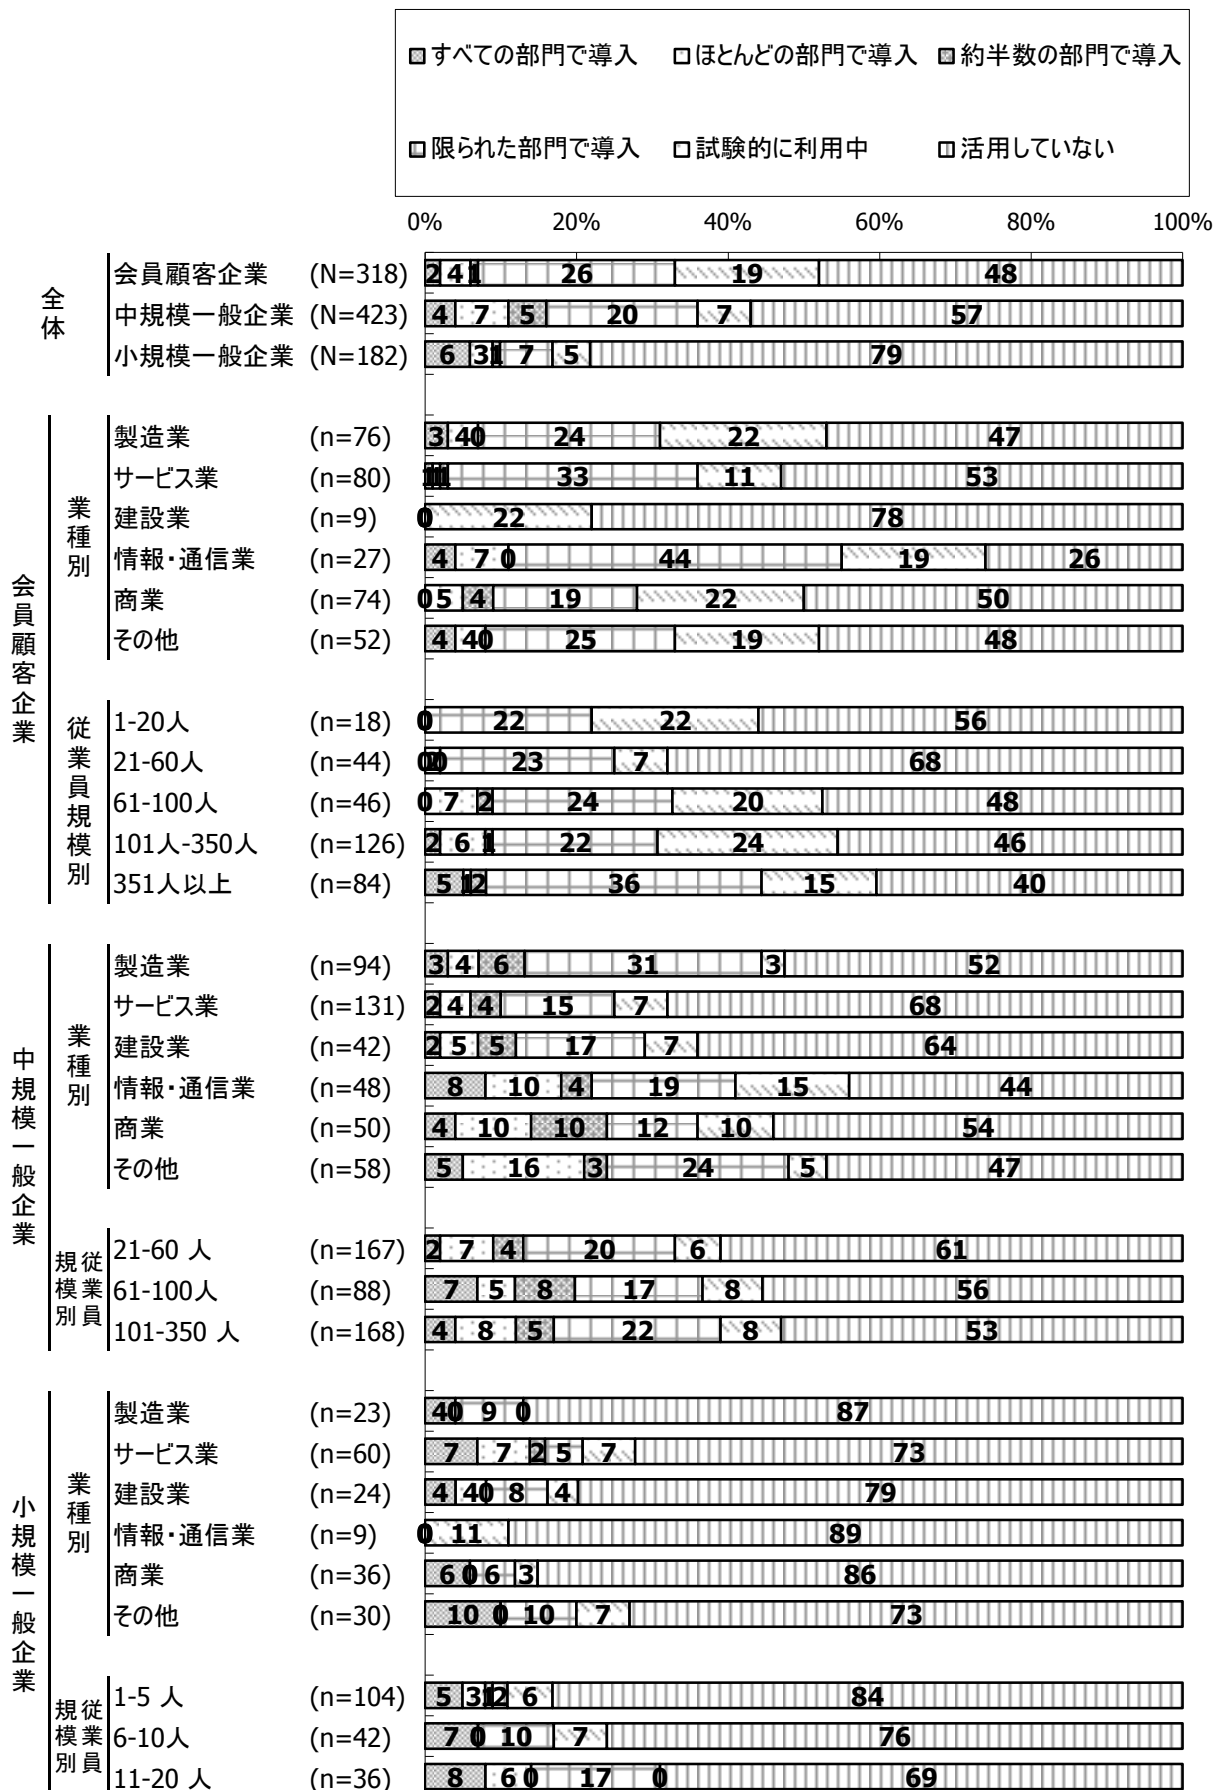 すべての部門で導入 ほとんどの部門で導入 約半数の部門で導入
限られた部門で導入 試験的に利用中 活用していない
0% 20% 40% 60% 80% 100%
全体
会員顧客企業 (N=318) 2 4 1 26 19 48
中規模一般企業 (N=423) 4 7 5 20 7 57
小規模一般企業 (N=182) 6 3 1 7 5 79
会員顧客企業
業種別
製造業 (n=76) 3 4 0 24 22 47
サービス業 (n=80) 1 1 1 33 11 53
建設業 (n=9) 0 22 78
情報・通信業 (n=27) 4 7 0 44 19 26
商業 (n=74) 0 5 4 19 22 50
その他 (n=52) 4 4 0 25 19 48
従業員規模別
1-20人 (n=18) 0 22 22 56
21-60人 (n=44) 0 2 0 23 7 68
61-100人 (n=46) 0 7 2 24 20 48
101人-350人 (n=126) 2 6 1 22 24 46
351人以上 (n=84) 5 1 2 36 15 40
中規模一般企業
業種別
製造業 (n=94) 3 4 6 31 3 52
サービス業 (n=131) 2 4 4 15 7 68
建設業 (n=42) 2 5 5 17 7 64
情報・通信業 (n=48) 8 10 4 19 15 44
商業 (n=50) 4 10 10 12 10 54
その他 (n=58) 5 16 3 24 5 47
従業員規模別
21-60 人 (n=167) 2 7 4 20 6 61
61-100人 (n=88) 7 5 8 17 8 56
101-350 人 (n=168) 4 8 5 22 8 53
小規模一般企業
業種別
製造業 (n=23) 4 0 9 0 87
サービス業 (n=60) 7 7 2 5 7 73
建設業 (n=24) 4 4 0 8 4 79
情報・通信業 (n=9) 0 11 89
商業 (n=36) 6 0 6 3 86
その他 (n=30) 10 0 10 7 73
従業員規模別
1-5 人 (n=104) 5 3 1 2 6 84
6-10人 (n=42) 7 0 10 7 76
11-20 人 (n=36) 8 6 0 17 0 69